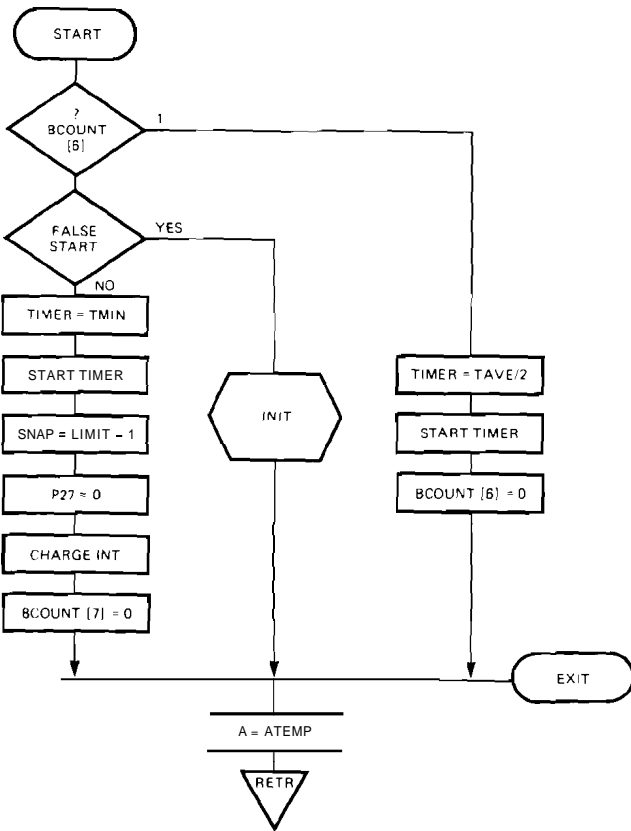 START
?
BCOUNT
[6]
1
FALSE
START
YES
NO
TIMER = TMIN
START TIMER
SNAP = LIMIT - 1
P27 = 0
CHARGE INT
BCOUNT [7] = 0
INIT
TIMER = TAVE/2
START TIMER
BCOUNT [6] = 0
EXIT
A = ATEMP
RETR